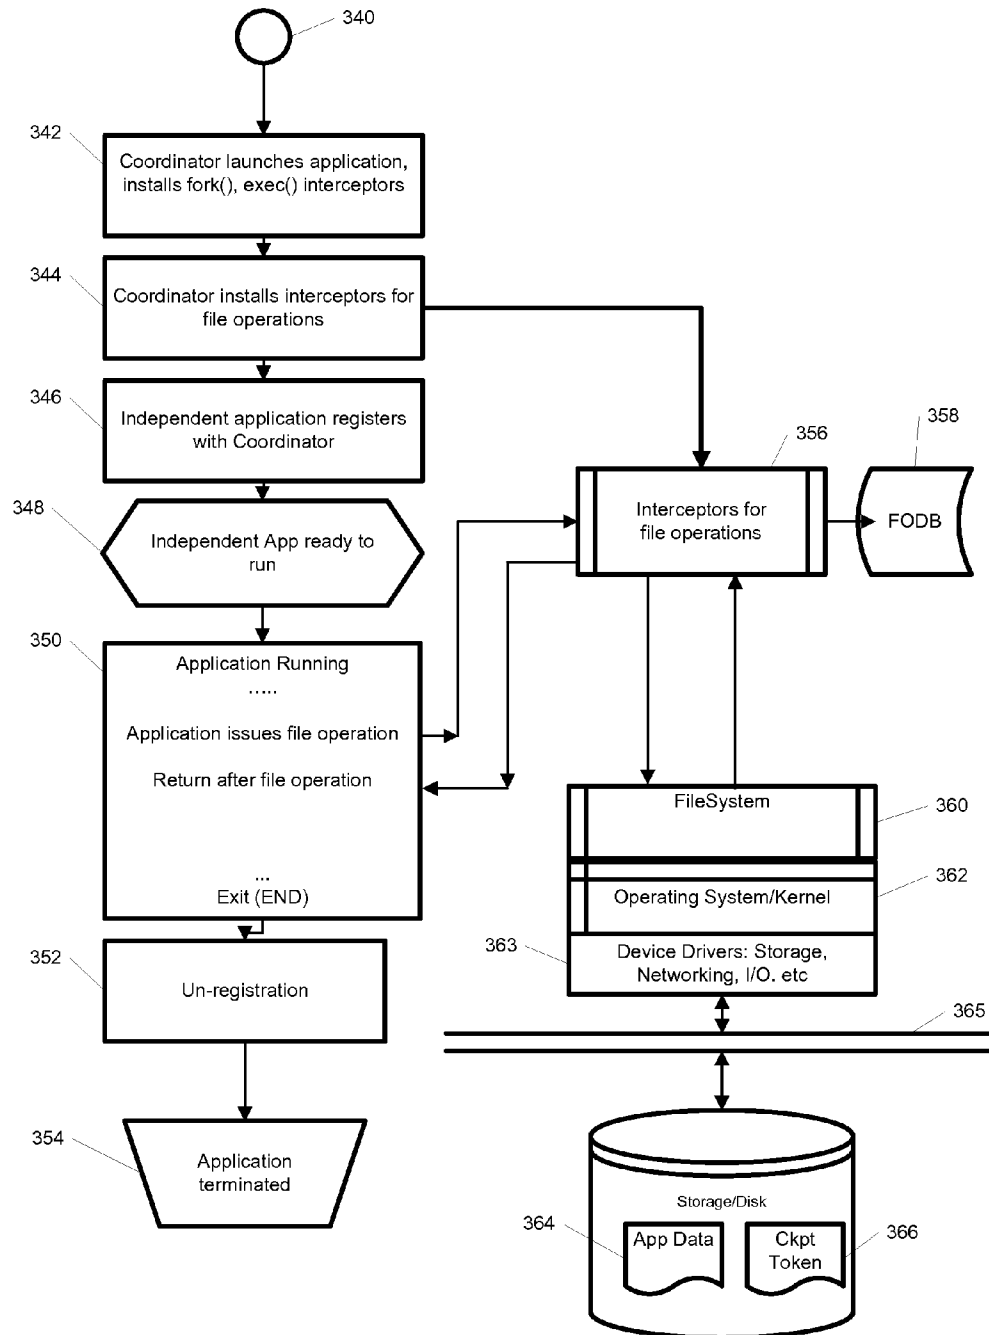 340
342
Coordinator launches application,
installs fork(), exec() interceptors
344
Coordinator installs interceptors for
file operations
346
Independent application registers
with Coordinator
348
Independent App ready to
run
356
Interceptors for
file operations
358
FODB
350
Application Running
.....
Application issues file operation
Return after file operation
...
Exit (END)
FileSystem
360
Operating System/Kernel
362
363
Device Drivers: Storage,
Networking, I/O. etc
352
Un-registration
365
354
Application
terminated
Storage/Disk
364
App Data
Ckpt
Token
366